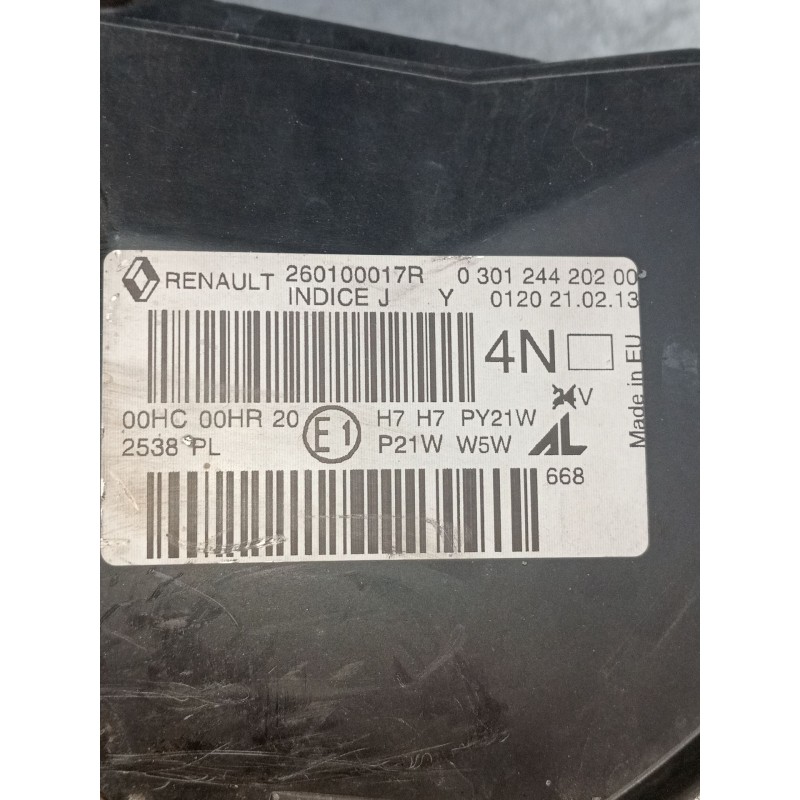 RENAULT 260100017R 0 301 244 202 00
INDICE J Y 0120 21.02.13
4N
24V
Made in EU
00HC 00HR 20 E1 H7 H7 PY21W
2538 PL P21W W5W AL
668